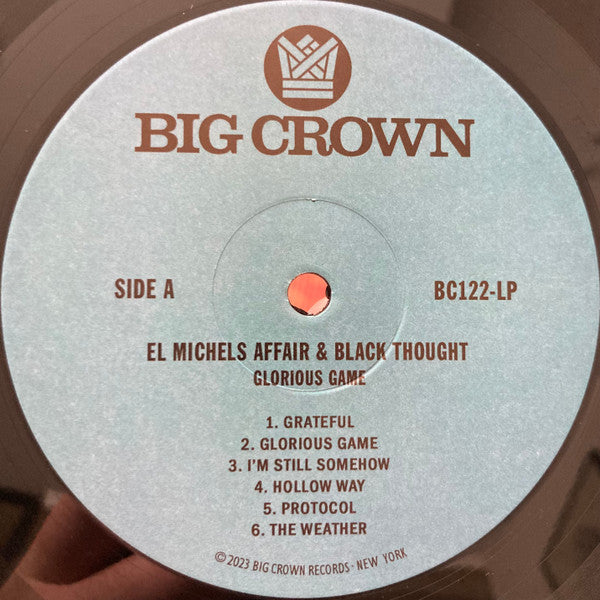 BIG CROWN
SIDE A
BC122-LP
EL MICHELS AFFAIR & BLACK THOUGHT
GLORIOUS GAME
1. GRATEFUL
2. GLORIOUS GAME
3. I'M STILL SOMEHOW
4. HOLLOW WAY
5. PROTOCOL
6. THE WEATHER
© 2023 BIG CROWN RECORDS · NEW YORK